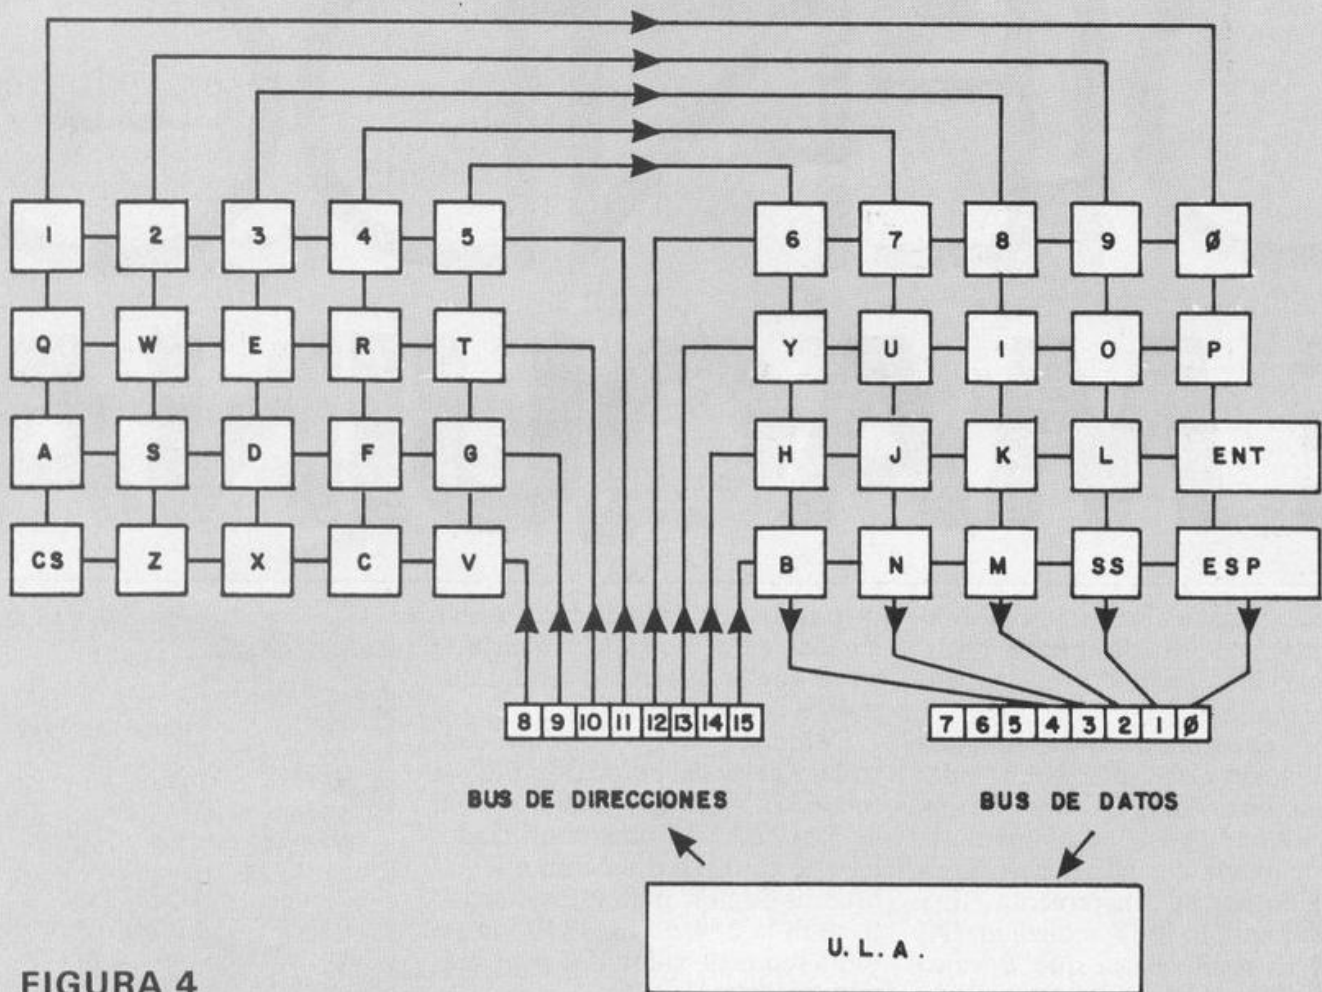 1 2 3 4 5 6 7 8 9 Ø
Q W E R T Y U I O P
A S D F G H J K L ENT
CS Z X C V B N M SS ESP
8 9 10 11 12 13 14 15
7 6 5 4 3 2 1 Ø
BUS DE DIRECCIONES
BUS DE DATOS
U.L.A.
FIGURA 4